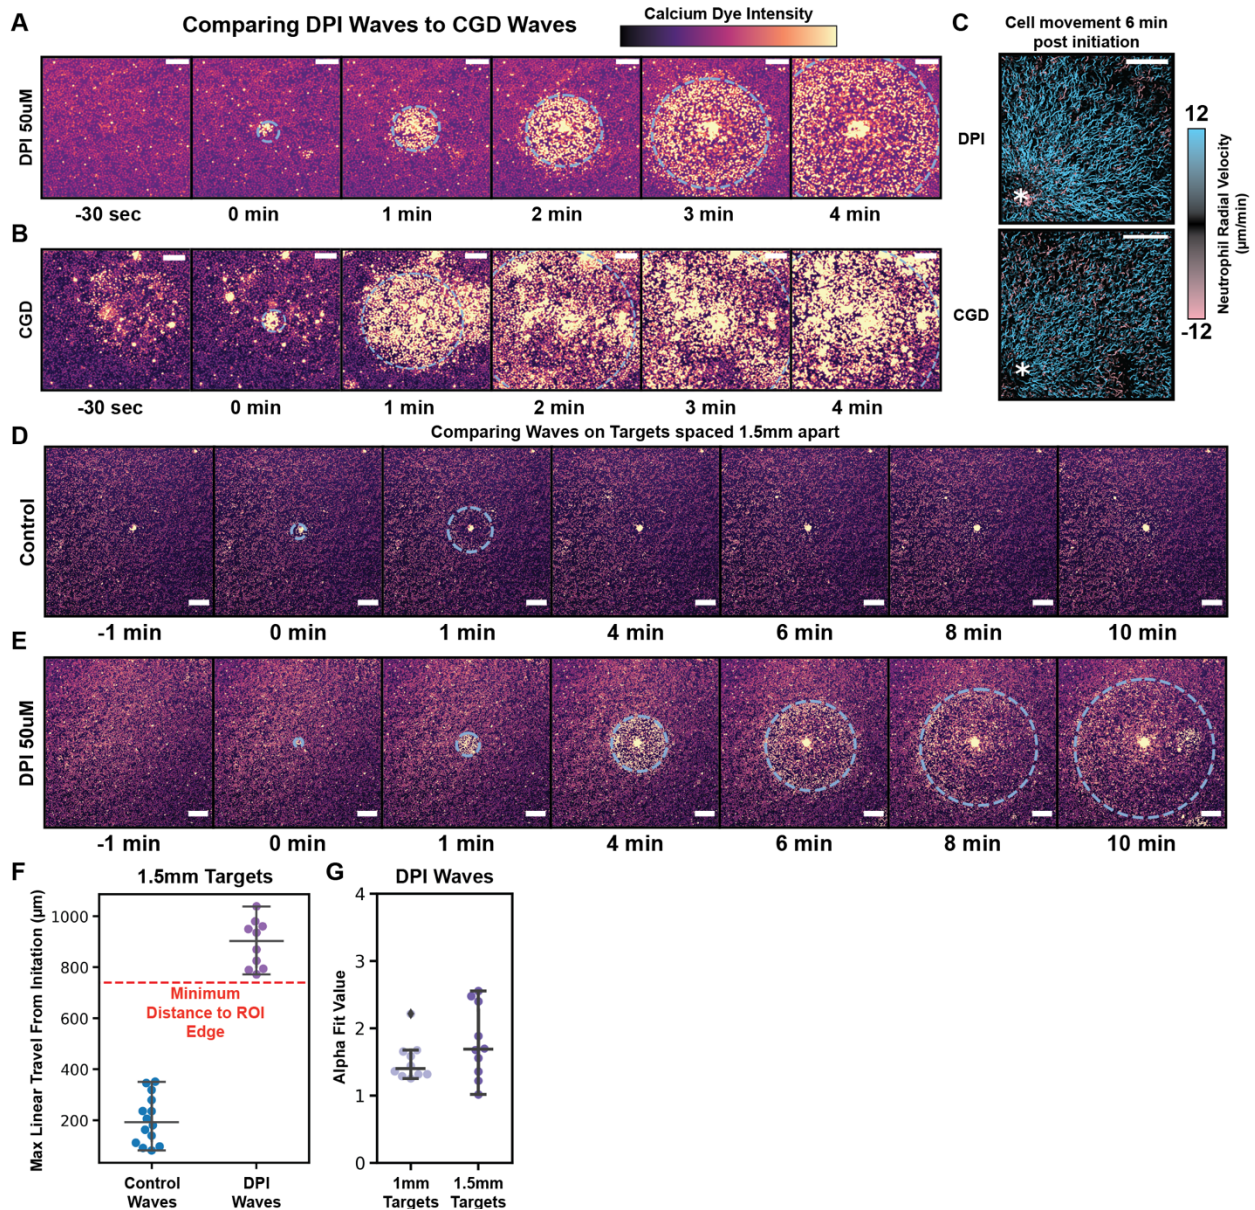 A
Comparing DPI Waves to CGD Waves
Calcium Dye Intensity
DPI 50uM
-30 sec
0 min
1 min
2 min
3 min
4 min
B
CGD
-30 sec
0 min
1 min
2 min
3 min
4 min
C
Cell movement 6 min
post initiation
DPI
*
CGD
*
12
-12
Neutrophil Radial Velocity
(µm/min)
D
Comparing Waves on Targets spaced 1.5mm apart
Control
-1 min
0 min
1 min
4 min
6 min
8 min
10 min
E
DPI 50uM
-1 min
0 min
1 min
4 min
6 min
8 min
10 min
F
1.5mm Targets
Max Linear Travel From Initation (µm)
1000
800
600
400
200
Minimum
Distance to ROI
Edge
Control
Waves
DPI
Waves
G
DPI Waves
Alpha Fit Value
4
3
2
1
0
1mm
Targets
1.5mm
Targets